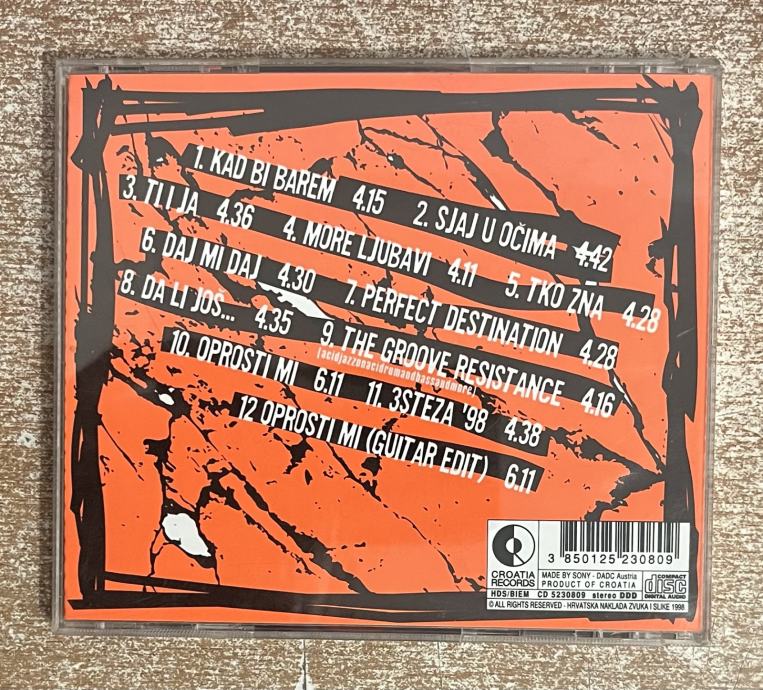 1. KAD BI BAREM 4.15 2. SJAJ U OČIMA 4.42
3. TI I JA 4.36 4. MORE LJUBAVI 4.11 5. TKO ZNA 4.28
6. DAJ MI DAJ 4.30 7. PERFECT DESTINATION 4.28
8. DA LI JOŠ... 4.35 9. THE GROOVE RESISTANCE 4.16
(acidjazzonacidrumandbassandmore)
10. OPROSTI MI 6.11 11. 3STEZA '98 4.38
12 OPROSTI MI (GUITAR EDIT) 6.11
CROATIA RECORDS
3 850125 230809
MADE BY SONY - DADC Austria
PRODUCT OF CROATIA
COMPACT disc DIGITAL AUDIO
HDS/BIEM CD 5230809 stereo DDD
© ALL RIGHTS RESERVED - HRVATSKA NAKLADA ZVUKA I SLIKE 1998